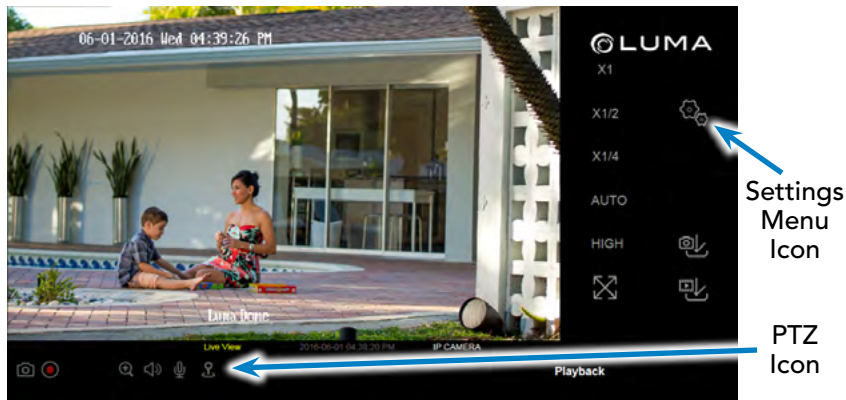 06-01-2016 Wed 04:39:26 PM
LUMA
X1
X1/2
X1/4
AUTO
HIGH
Settings
Menu
Icon
Luma Dome
Live View 2016-06-01 04:38:20 PM IP CAMERA
Playback
PTZ
Icon